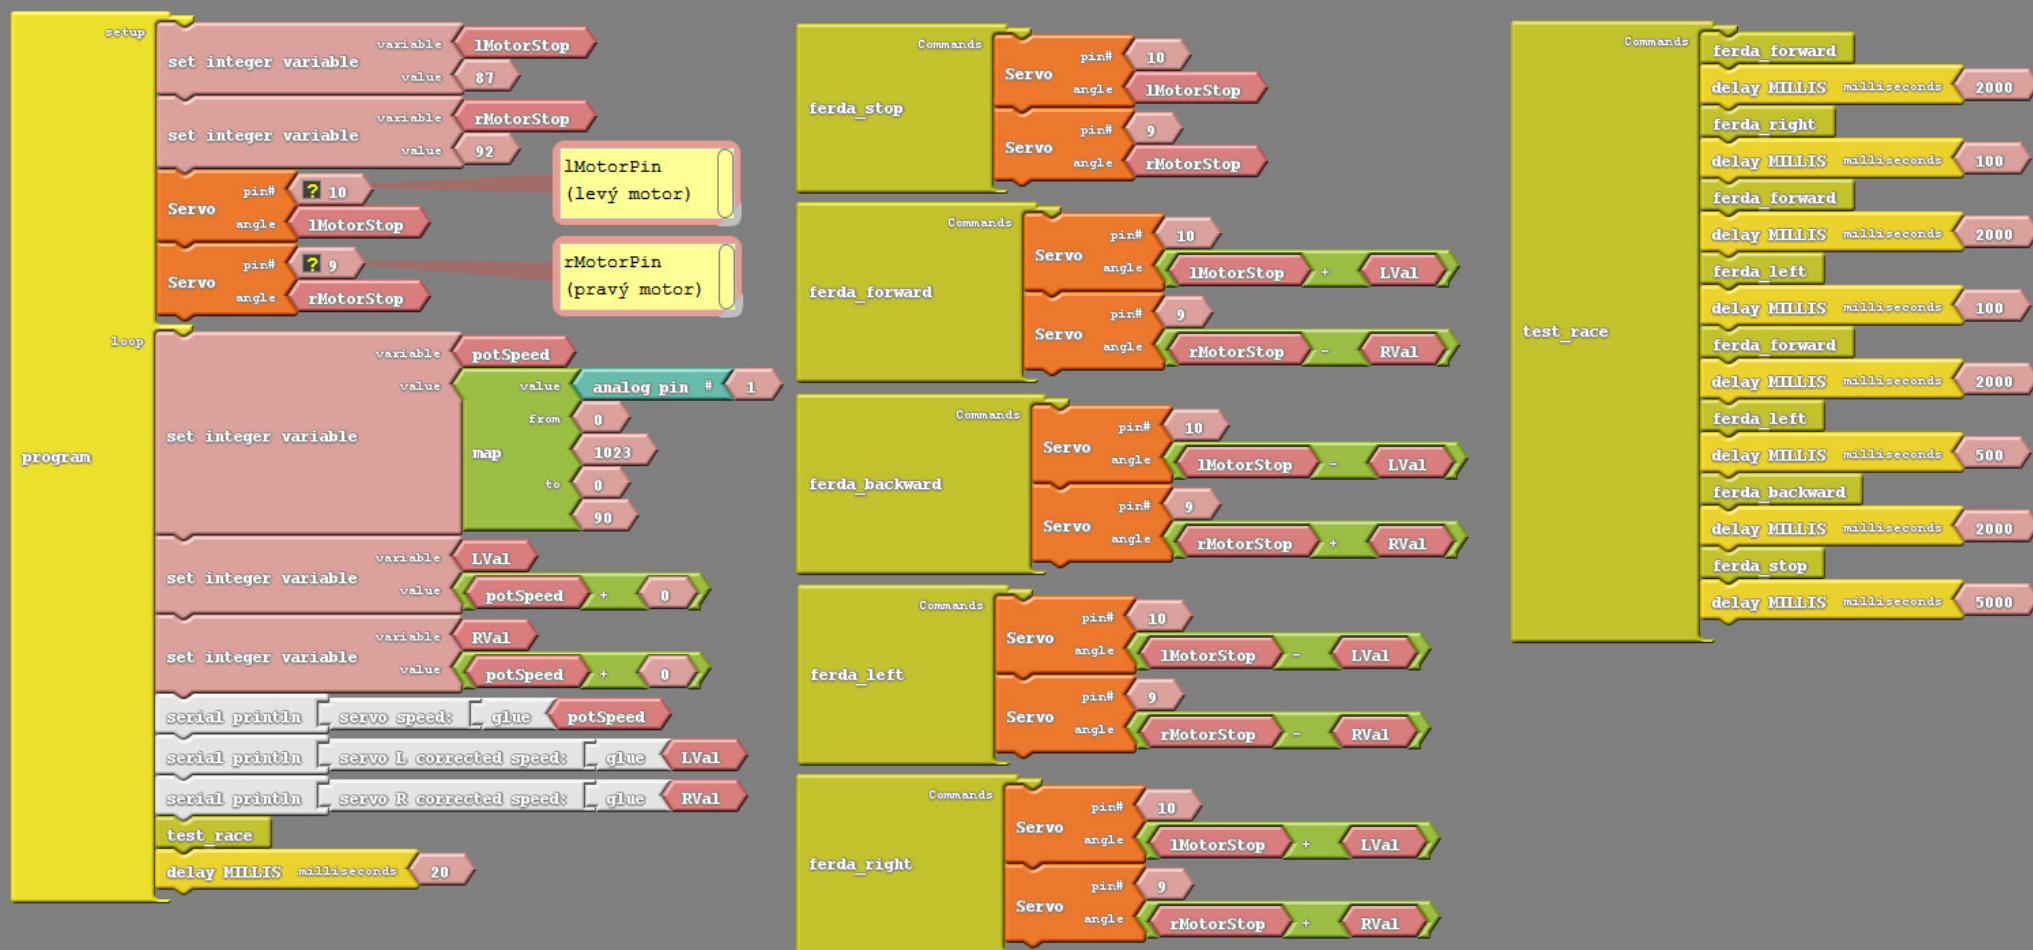 program
setup
set integer variable
variable lMotorStop
value 87
set integer variable
variable rMotorStop
value 92
Servo
pin# ? 10
angle lMotorStop
lMotorPin
(levý motor)
Servo
pin# ? 9
angle rMotorStop
rMotorPin
(pravý motor)
loop
set integer variable
variable potSpeed
value
map
value analog pin # 1
from 0
1023
to 0
90
set integer variable
variable LVal
value potSpeed + 0
set integer variable
variable RVal
value potSpeed + 0
serial println servo speed: glue potSpeed
serial println servo L corrected speed: glue LVal
serial println servo R corrected speed: glue RVal
test_race
delay MILLIS milliseconds 20
ferda_stop
Commands
Servo
pin# 10
angle lMotorStop
Servo
pin# 9
angle rMotorStop
ferda_forward
Commands
Servo
pin# 10
angle lMotorStop + LVal
Servo
pin# 9
angle rMotorStop - RVal
ferda_backward
Commands
Servo
pin# 10
angle lMotorStop - LVal
Servo
pin# 9
angle rMotorStop + RVal
ferda_left
Commands
Servo
pin# 10
angle lMotorStop - LVal
Servo
pin# 9
angle rMotorStop - RVal
ferda_right
Commands
Servo
pin# 10
angle lMotorStop + LVal
Servo
pin# 9
angle rMotorStop + RVal
test_race
Commands
ferda_forward
delay MILLIS milliseconds 2000
ferda_right
delay MILLIS milliseconds 100
ferda_forward
delay MILLIS milliseconds 2000
ferda_left
delay MILLIS milliseconds 100
ferda_forward
delay MILLIS milliseconds 2000
ferda_left
delay MILLIS milliseconds 500
ferda_backward
delay MILLIS milliseconds 2000
ferda_stop
delay MILLIS milliseconds 5000